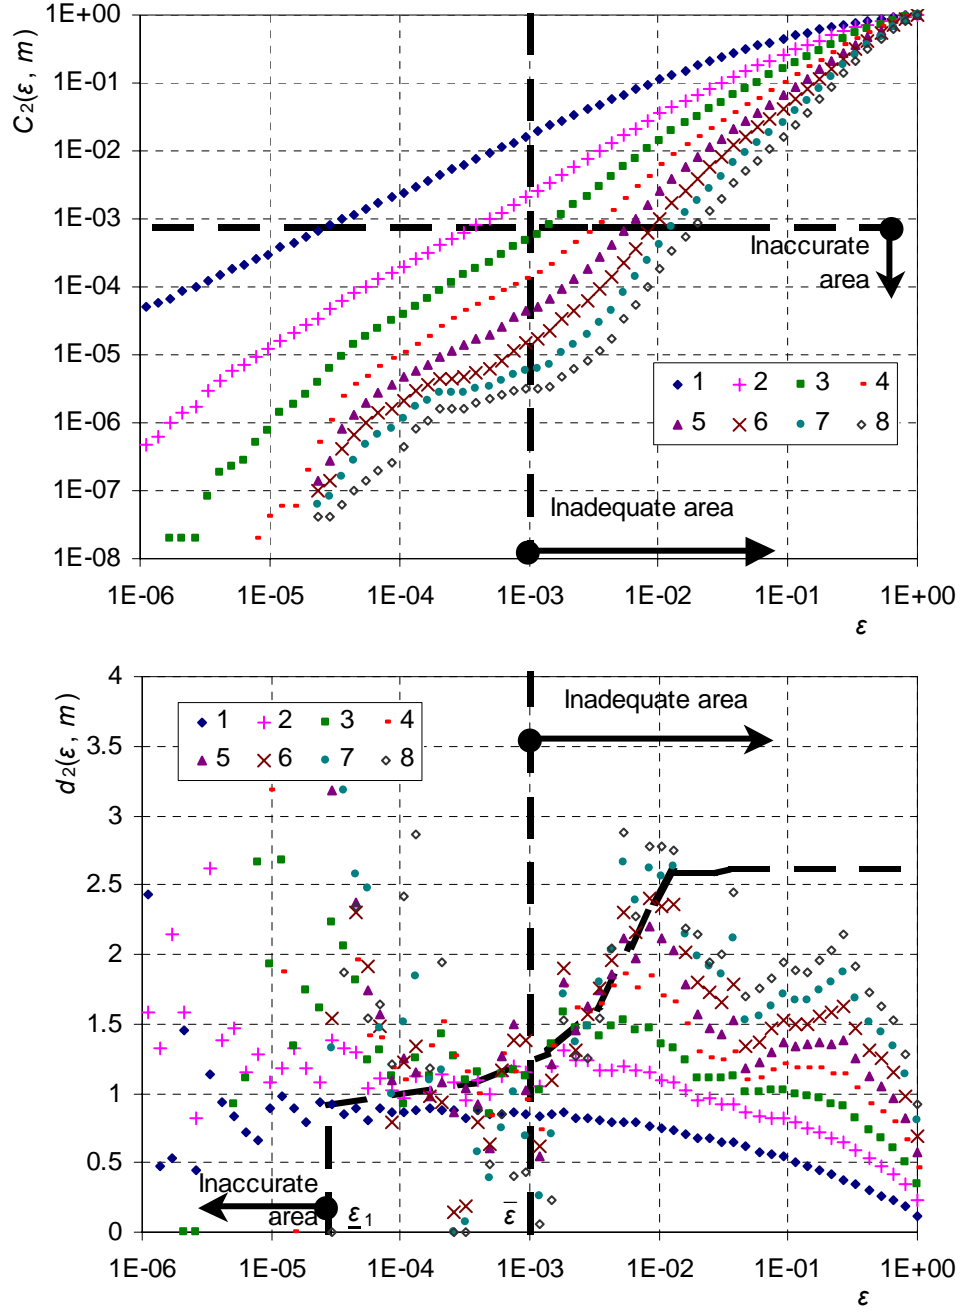 1E+00
1E-01
1E-02
1E-03
1E-04
1E-05
1E-06
1E-07
1E-08
C2(ε, m)
Inaccurate
area
1 2 3 4
5 6 7 8
Inadequate area
1E-06 1E-05 1E-04 1E-03 1E-02 1E-01 1E+00
ε
4
3.5
3
2.5
2
1.5
1
0.5
0
d2(ε, m)
Inadequate area
1 2 3 4
5 6 7 8
Inaccurate
area
ε1
ε̄
1E-06 1E-05 1E-04 1E-03 1E-02 1E-01 1E+00
ε